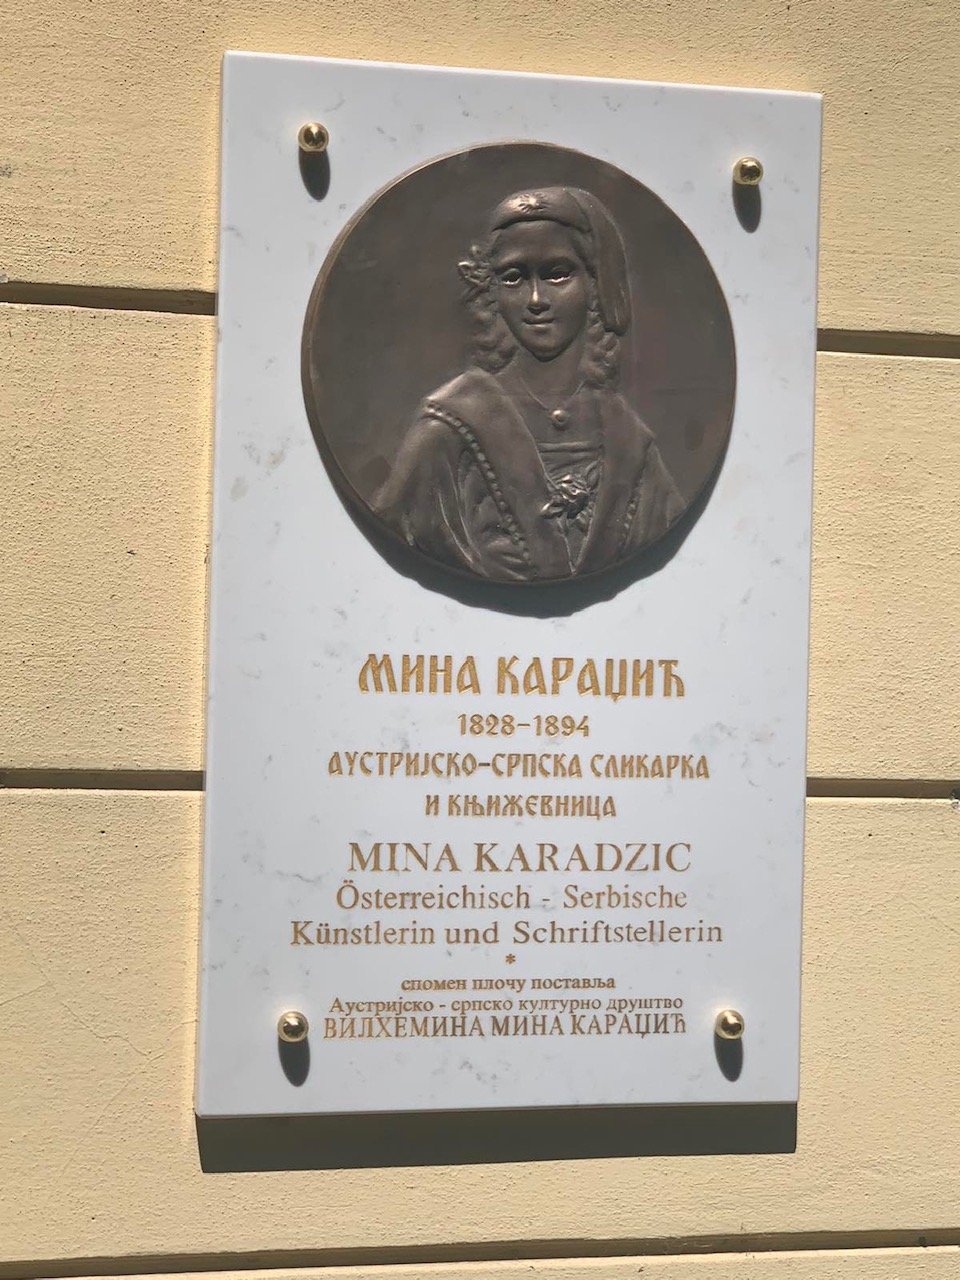 МИНА КАРАЏИЋ
1828-1894
АУСТРИЈСКО-СРПСКА СЛИКАРКА
И КЊИЖЕВНИЦА
MINA KARADZIC
Österreichisch - Serbische
Künstlerin und Schriftstellerin
*
спомен плочу поставља
Аустријско - српско културно друштво
ВИЛХЕМИНА МИНА КАРАЏИЋ